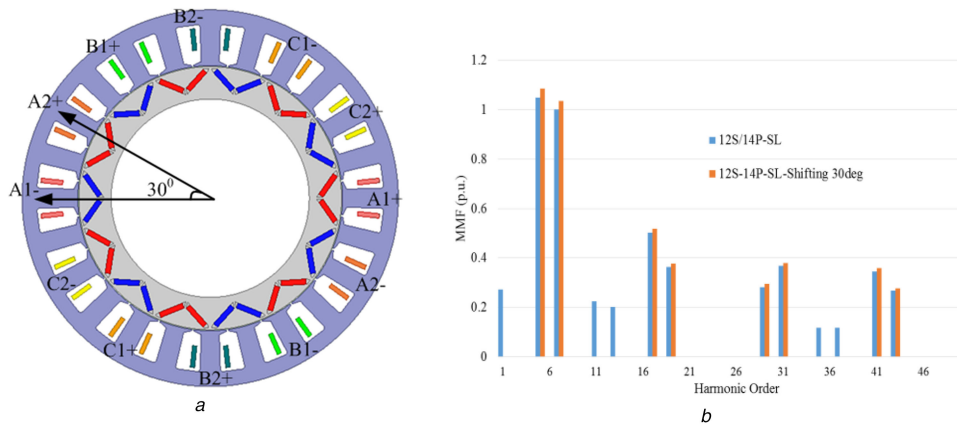 B2-
B1+
C1-
A2+
C2+
30⁰
A1-
A1+
C2-
A2-
C1+
B1-
B2+
a
1.2
1
0.8
0.6
0.4
0.2
0
MMF (p.u.)
12S/14P-SL
12S-14P-SL-Shifting 30deg
1 6 11 16 21 26 31 36 41 46
Harmonic Order
b